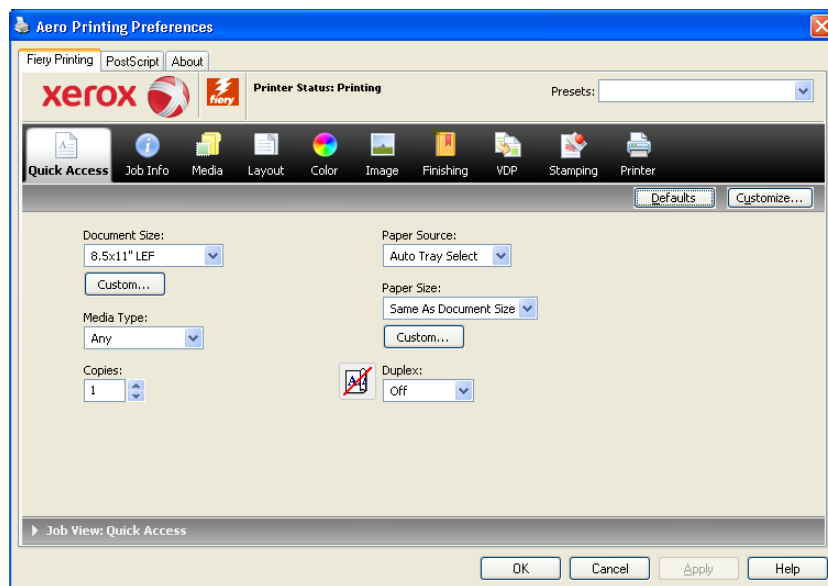 Aero Printing Preferences
Fiery Printing PostScript About
xerox fiery Printer Status: Printing Presets:
Quick Access Job Info Media Layout Color Image Finishing VDP Stamping Printer
Defaults Customize...
Document Size: Paper Source:
8.5x11" LEF Auto Tray Select
Custom... Paper Size:
Same As Document Size
Media Type: Custom...
Any
Copies: Duplex:
1 Off
Job View: Quick Access
OK Cancel Apply Help